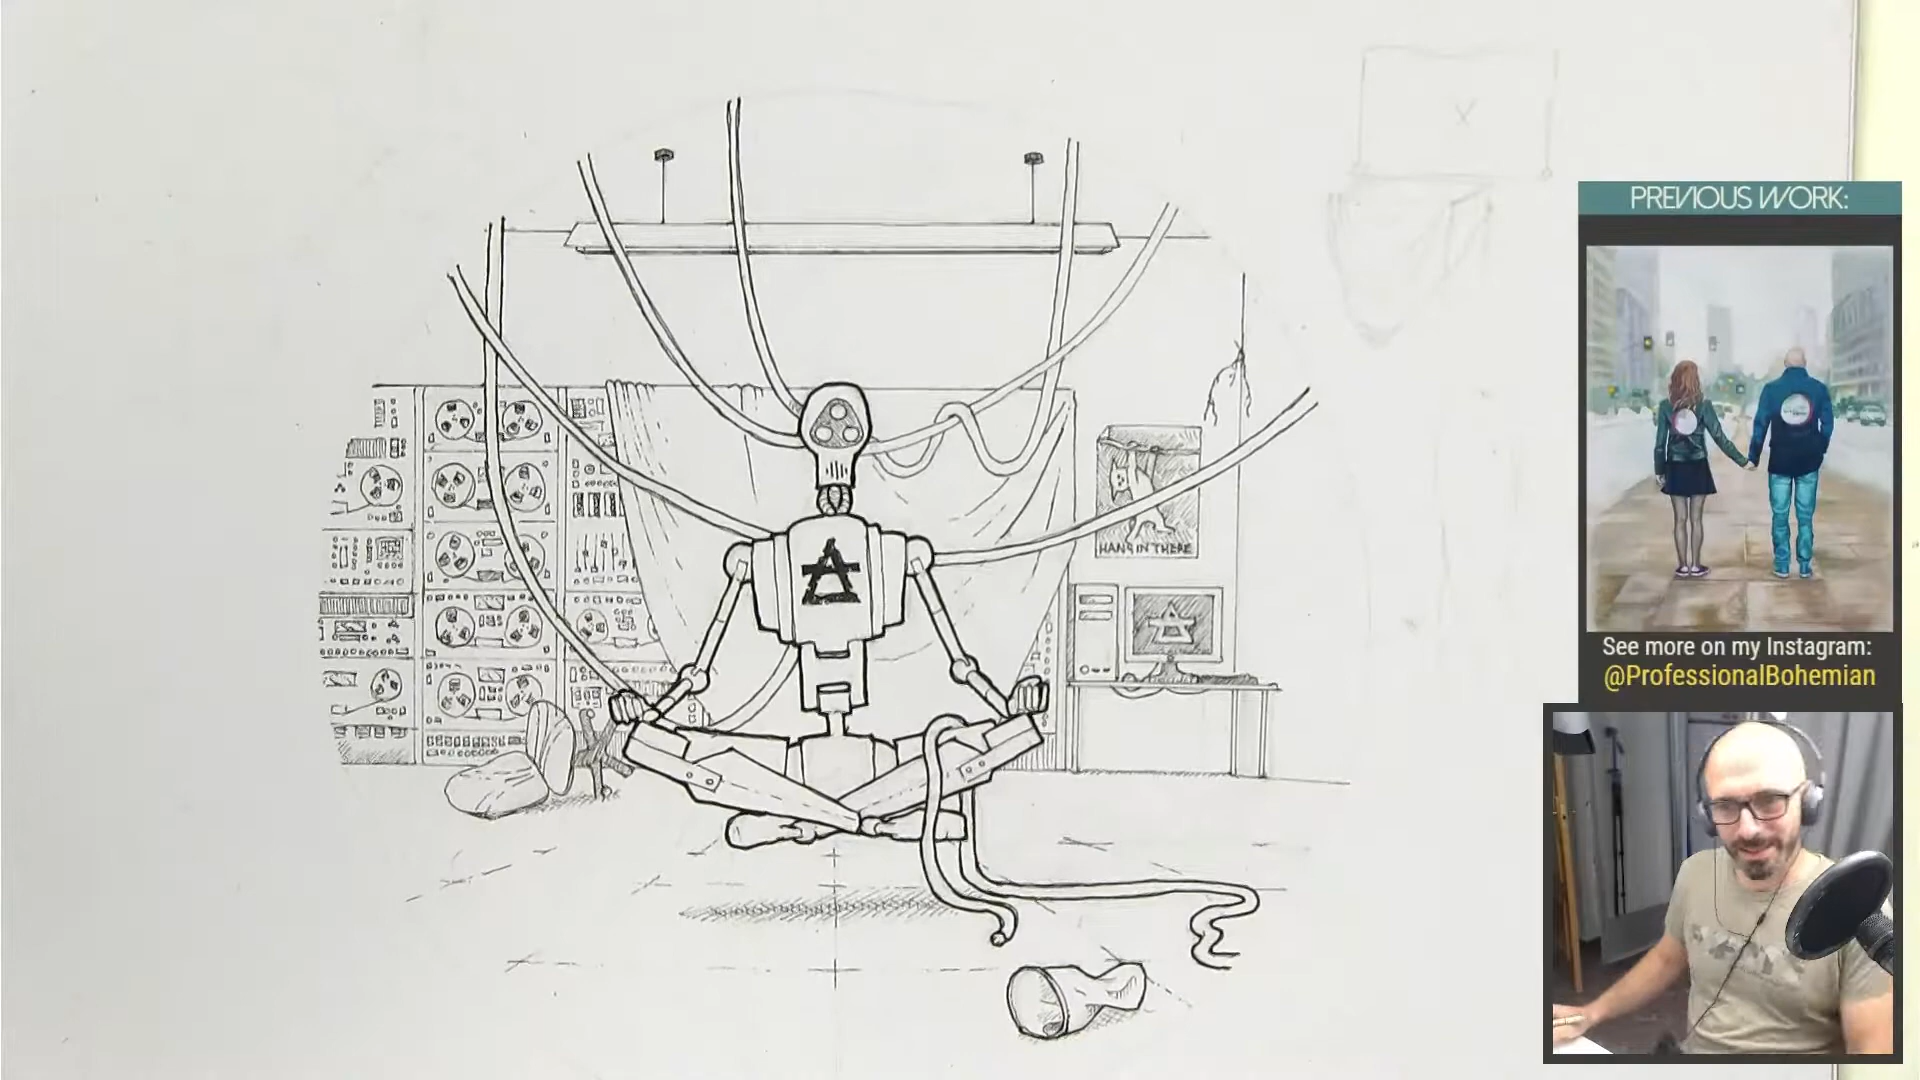 HANG IN THERE
PREVIOUS WORK:
See more on my Instagram:
@ProfessionalBohemian